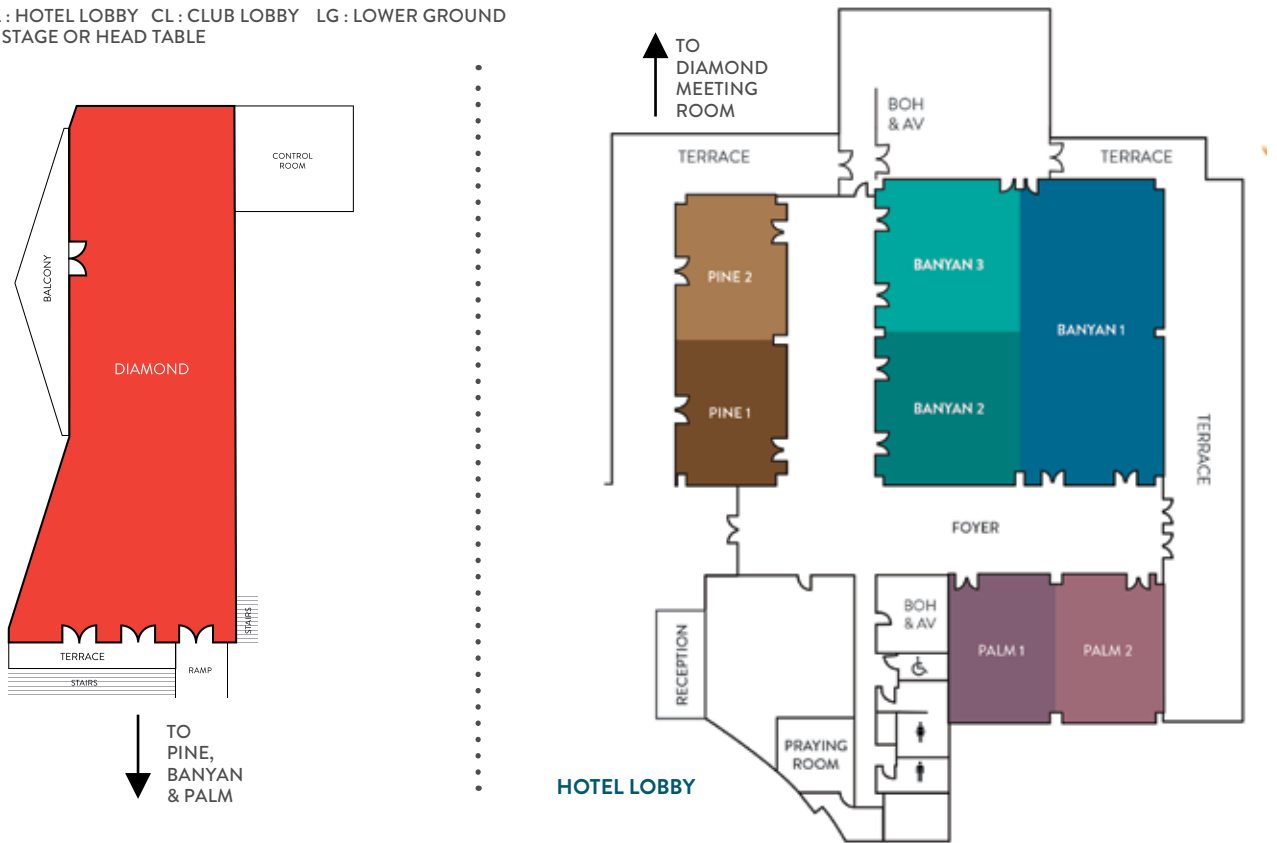 : HOTEL LOBBY CL : CLUB LOBBY LG : LOWER GROUND
STAGE OR HEAD TABLE
CONTROL
ROOM
BALCONY
DIAMOND
STAIRS
TERRACE
RAMP
STAIRS
TO
PINE,
BANYAN
& PALM
TO
DIAMOND
MEETING
ROOM
BOH
& AV
TERRACE
TERRACE
PINE 2
BANYAN 3
BANYAN 1
PINE 1
BANYAN 2
TERRACE
FOYER
BOH
& AV
RECEPTION
PALM 1
PALM 2
PRAYING
ROOM
HOTEL LOBBY